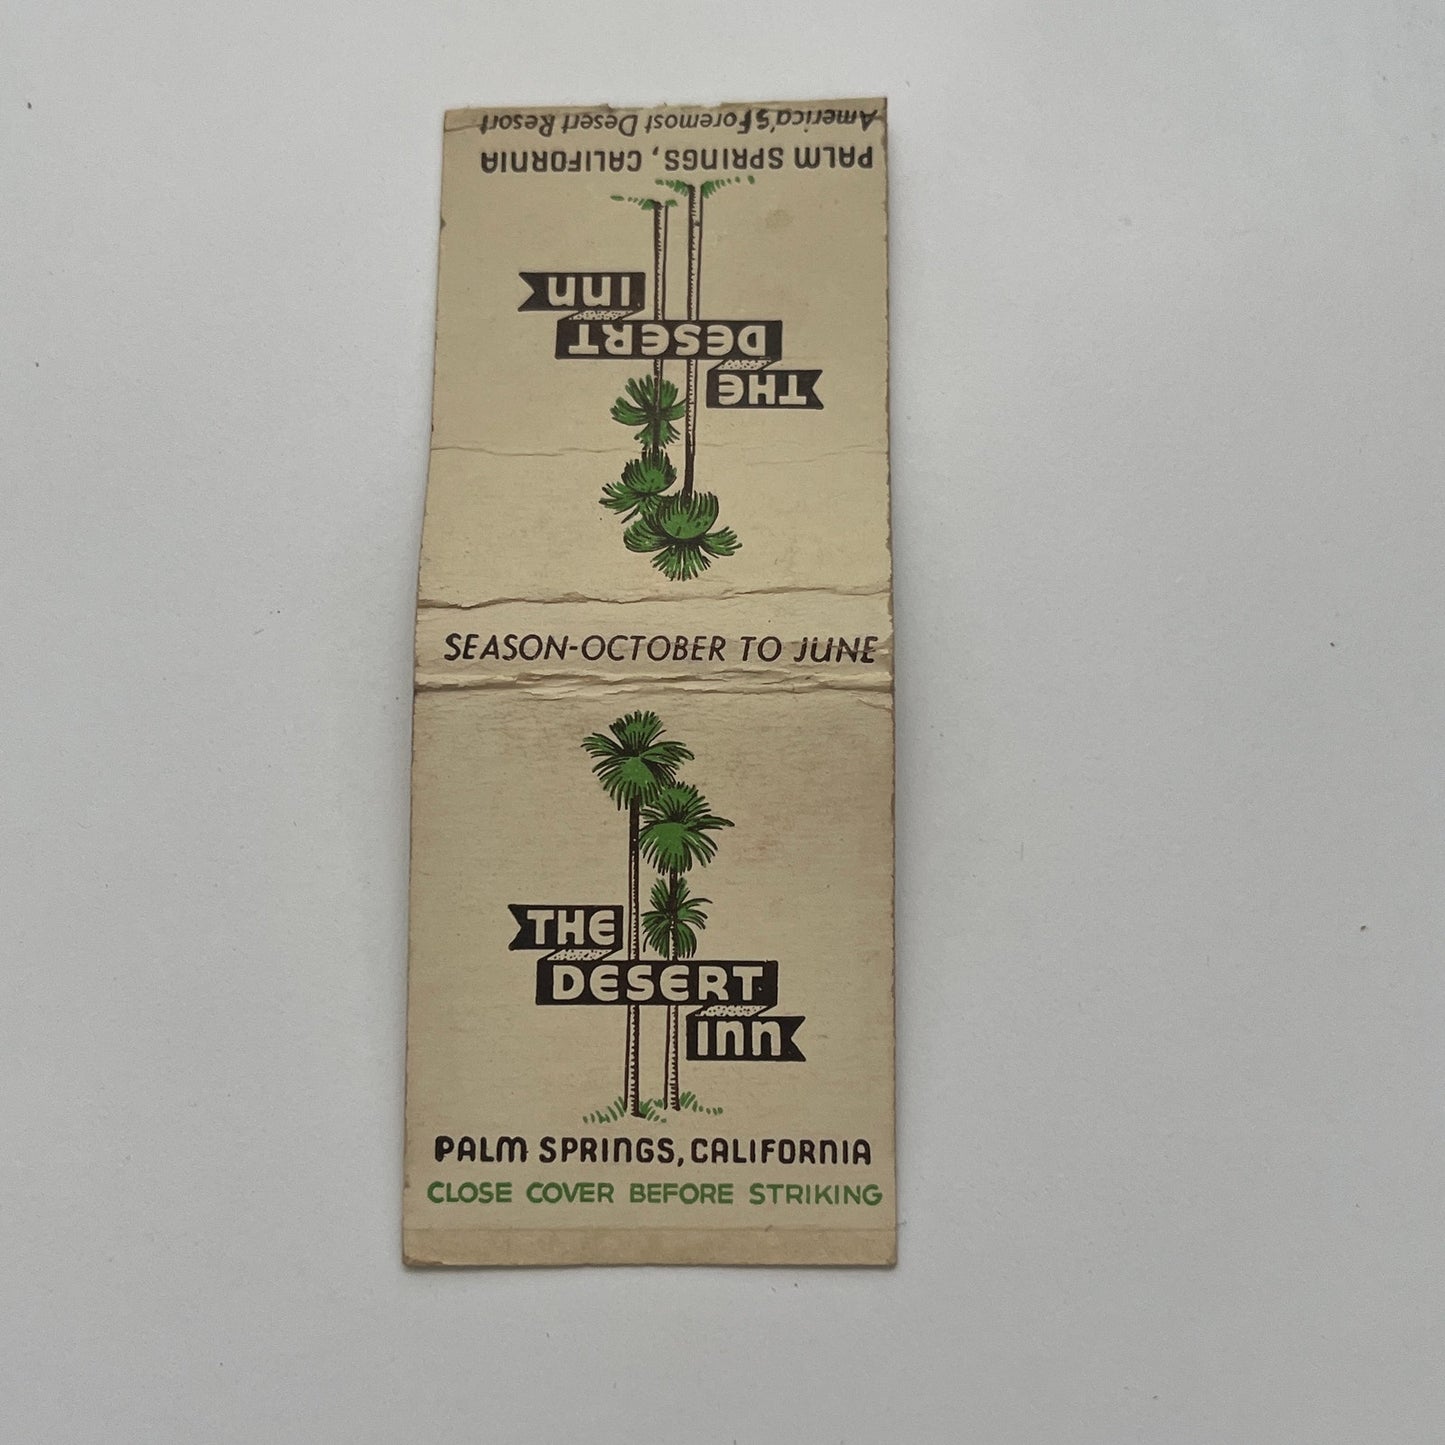 America's Foremost Desert Resort
PALM SPRINGS, CALIFORNIA
THE
DESERT
INN
SEASON-OCTOBER TO JUNE
THE
DESERT
INN
PALM SPRINGS, CALIFORNIA
CLOSE COVER BEFORE STRIKING